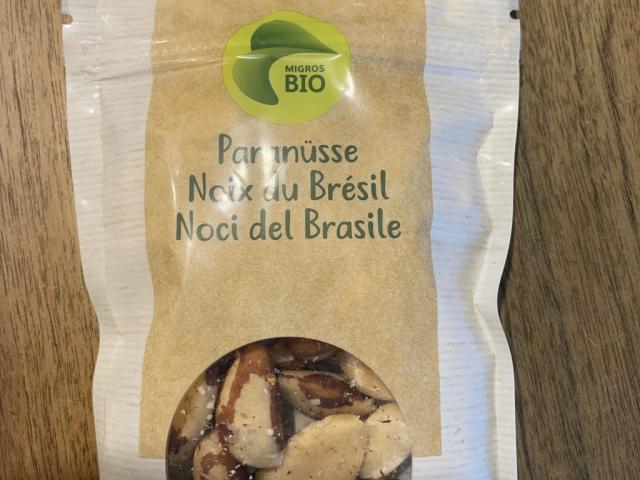 MIGROS
BIO
Paranüsse
Noix du Brésil
Noci del Brasile